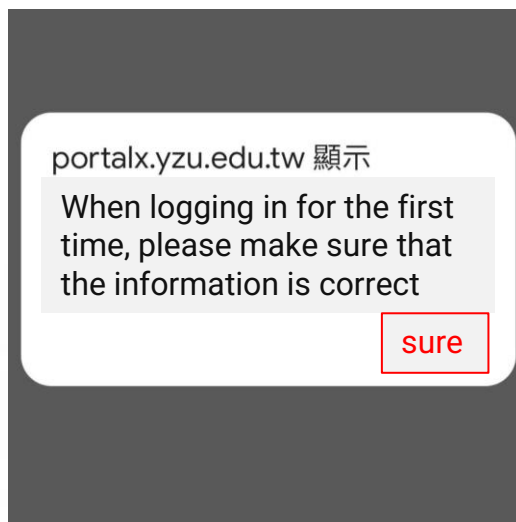 portalx.yzu.edu.tw 顯示
When logging in for the first
time, please make sure that
the information is correct
sure